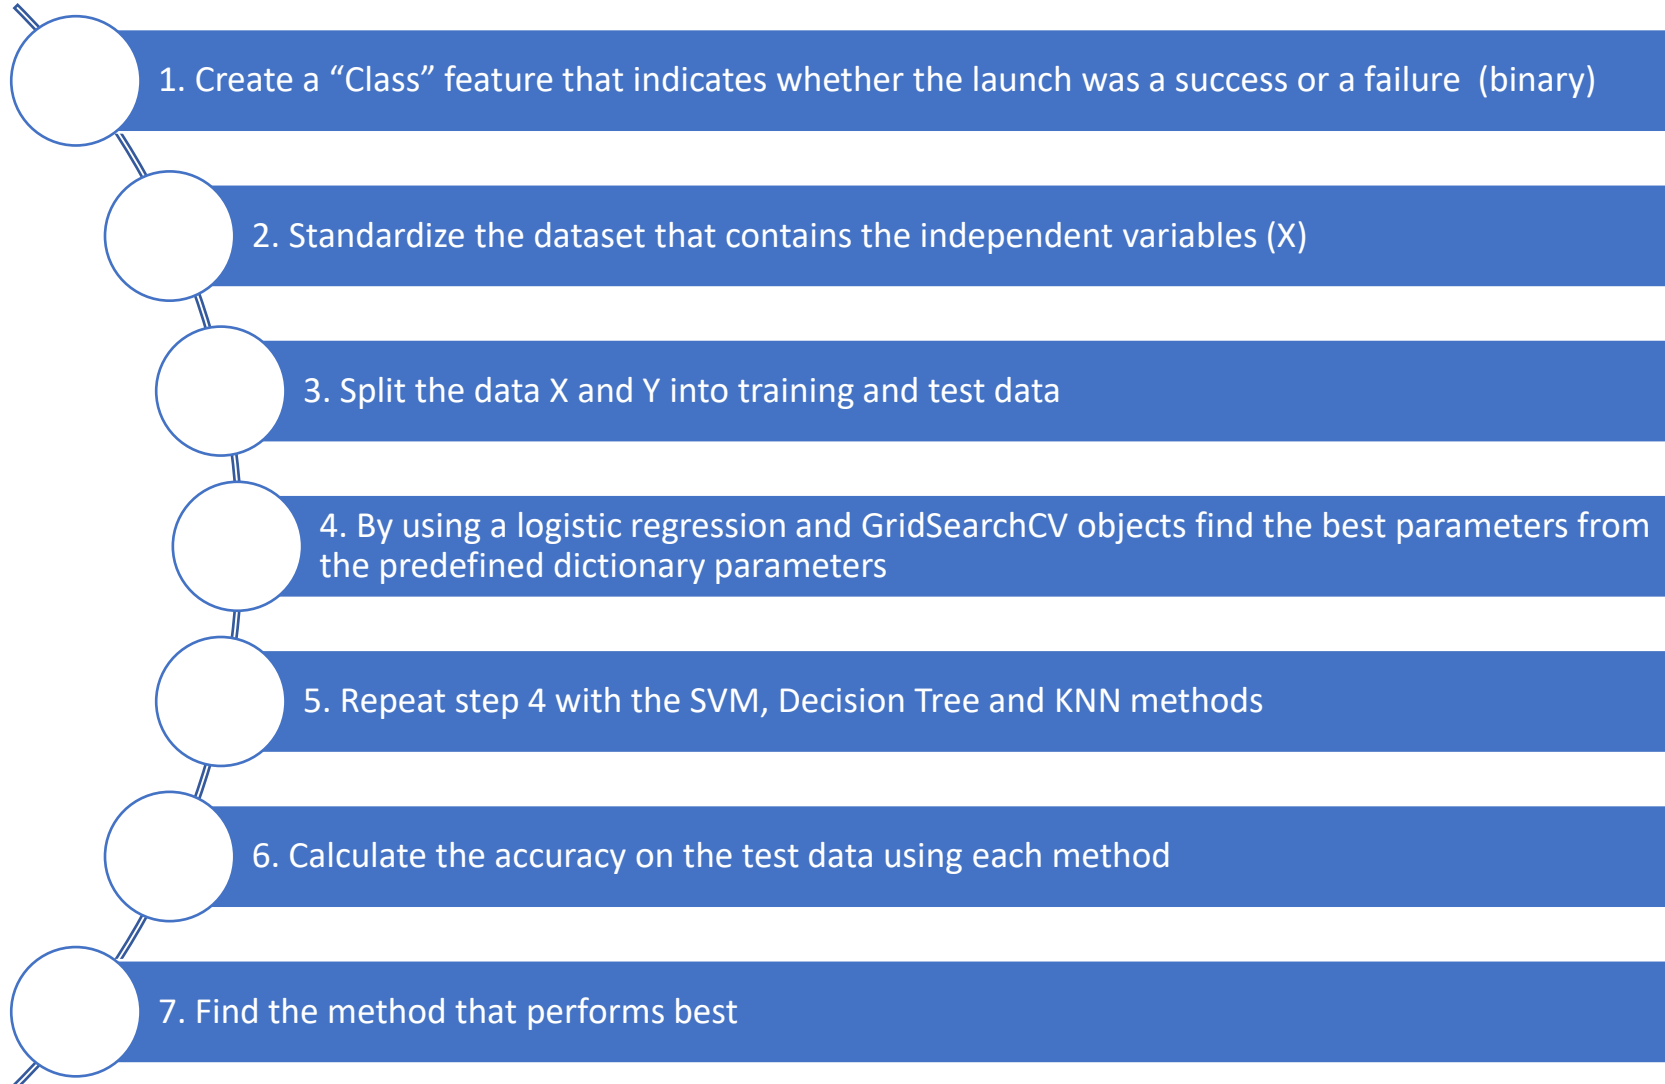 1. Create a “Class” feature that indicates whether the launch was a success or a failure  (binary)
2. Standardize the dataset that contains the independent variables (X)
3. Split the data X and Y into training and test data
4. By using a logistic regression and GridSearchCV objects find the best parameters from
the predefined dictionary parameters
5. Repeat step 4 with the SVM, Decision Tree and KNN methods
6. Calculate the accuracy on the test data using each method
7. Find the method that performs best